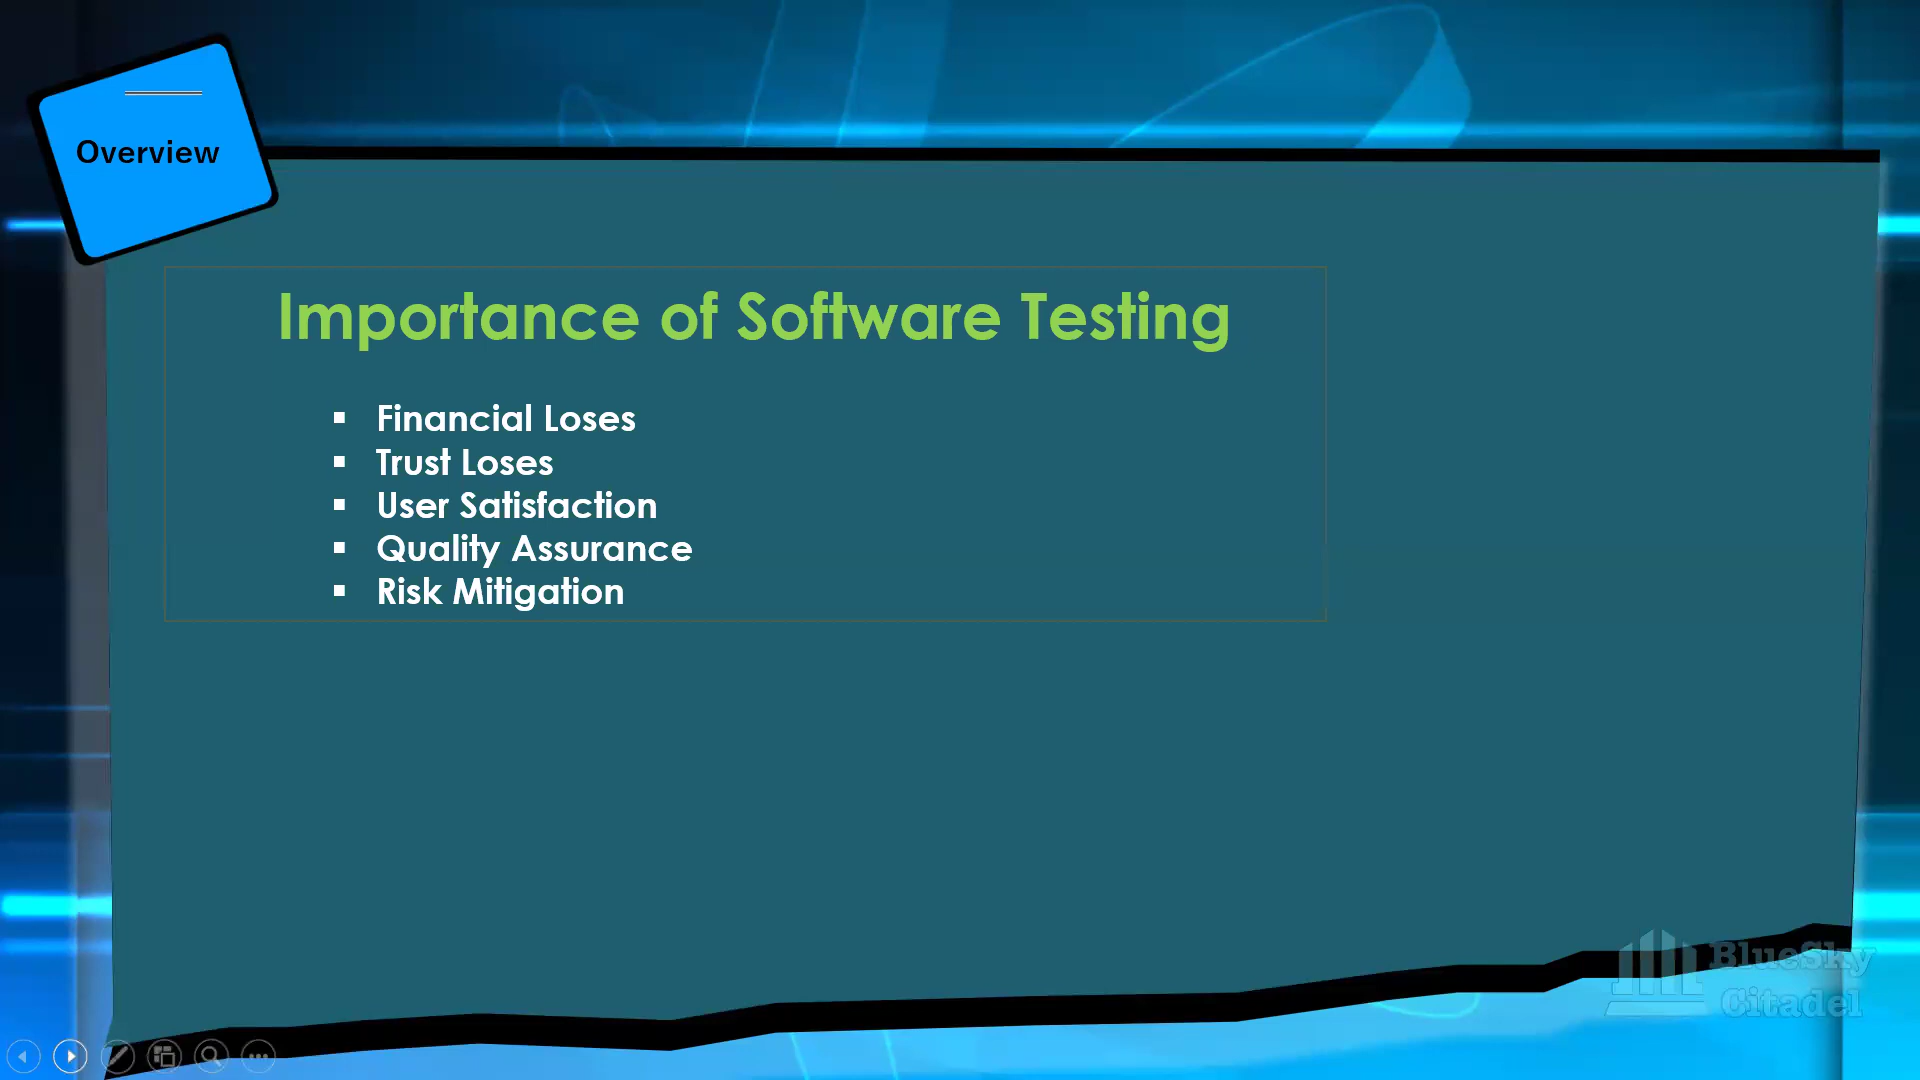 Overview
Importance of Software Testing
▪ Financial Loses
▪ Trust Loses
▪ User Satisfaction
▪ Quality Assurance
▪ Risk Mitigation
BlueSky
Citadel